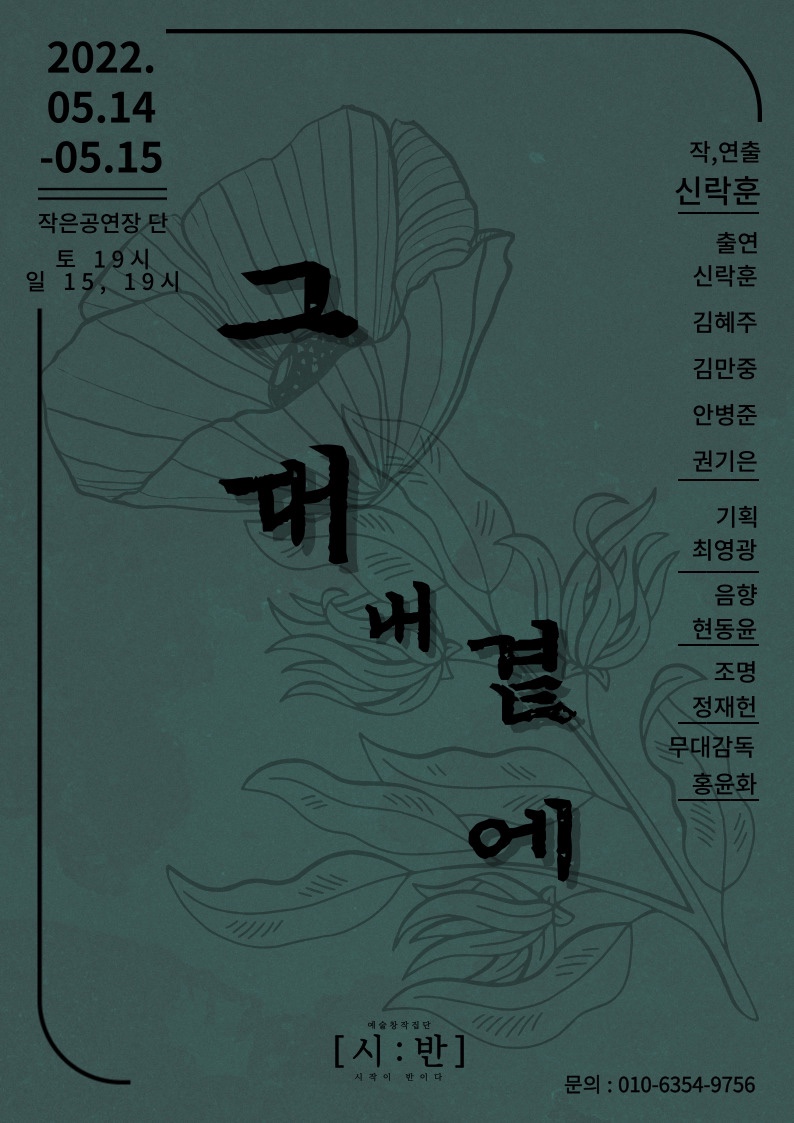 2022.
05.14
-05.15
작은공연장 단
토 19시
일 15, 19시
그
대
내 곁
에
작,연출
신락훈
출연
신락훈
김혜주
김만중
안병준
권기은
기획
최영광
음향
현동윤
조명
정재헌
무대감독
홍윤화
예술창작집단
[시:반]
시작이 반이다
문의 : 010-6354-9756